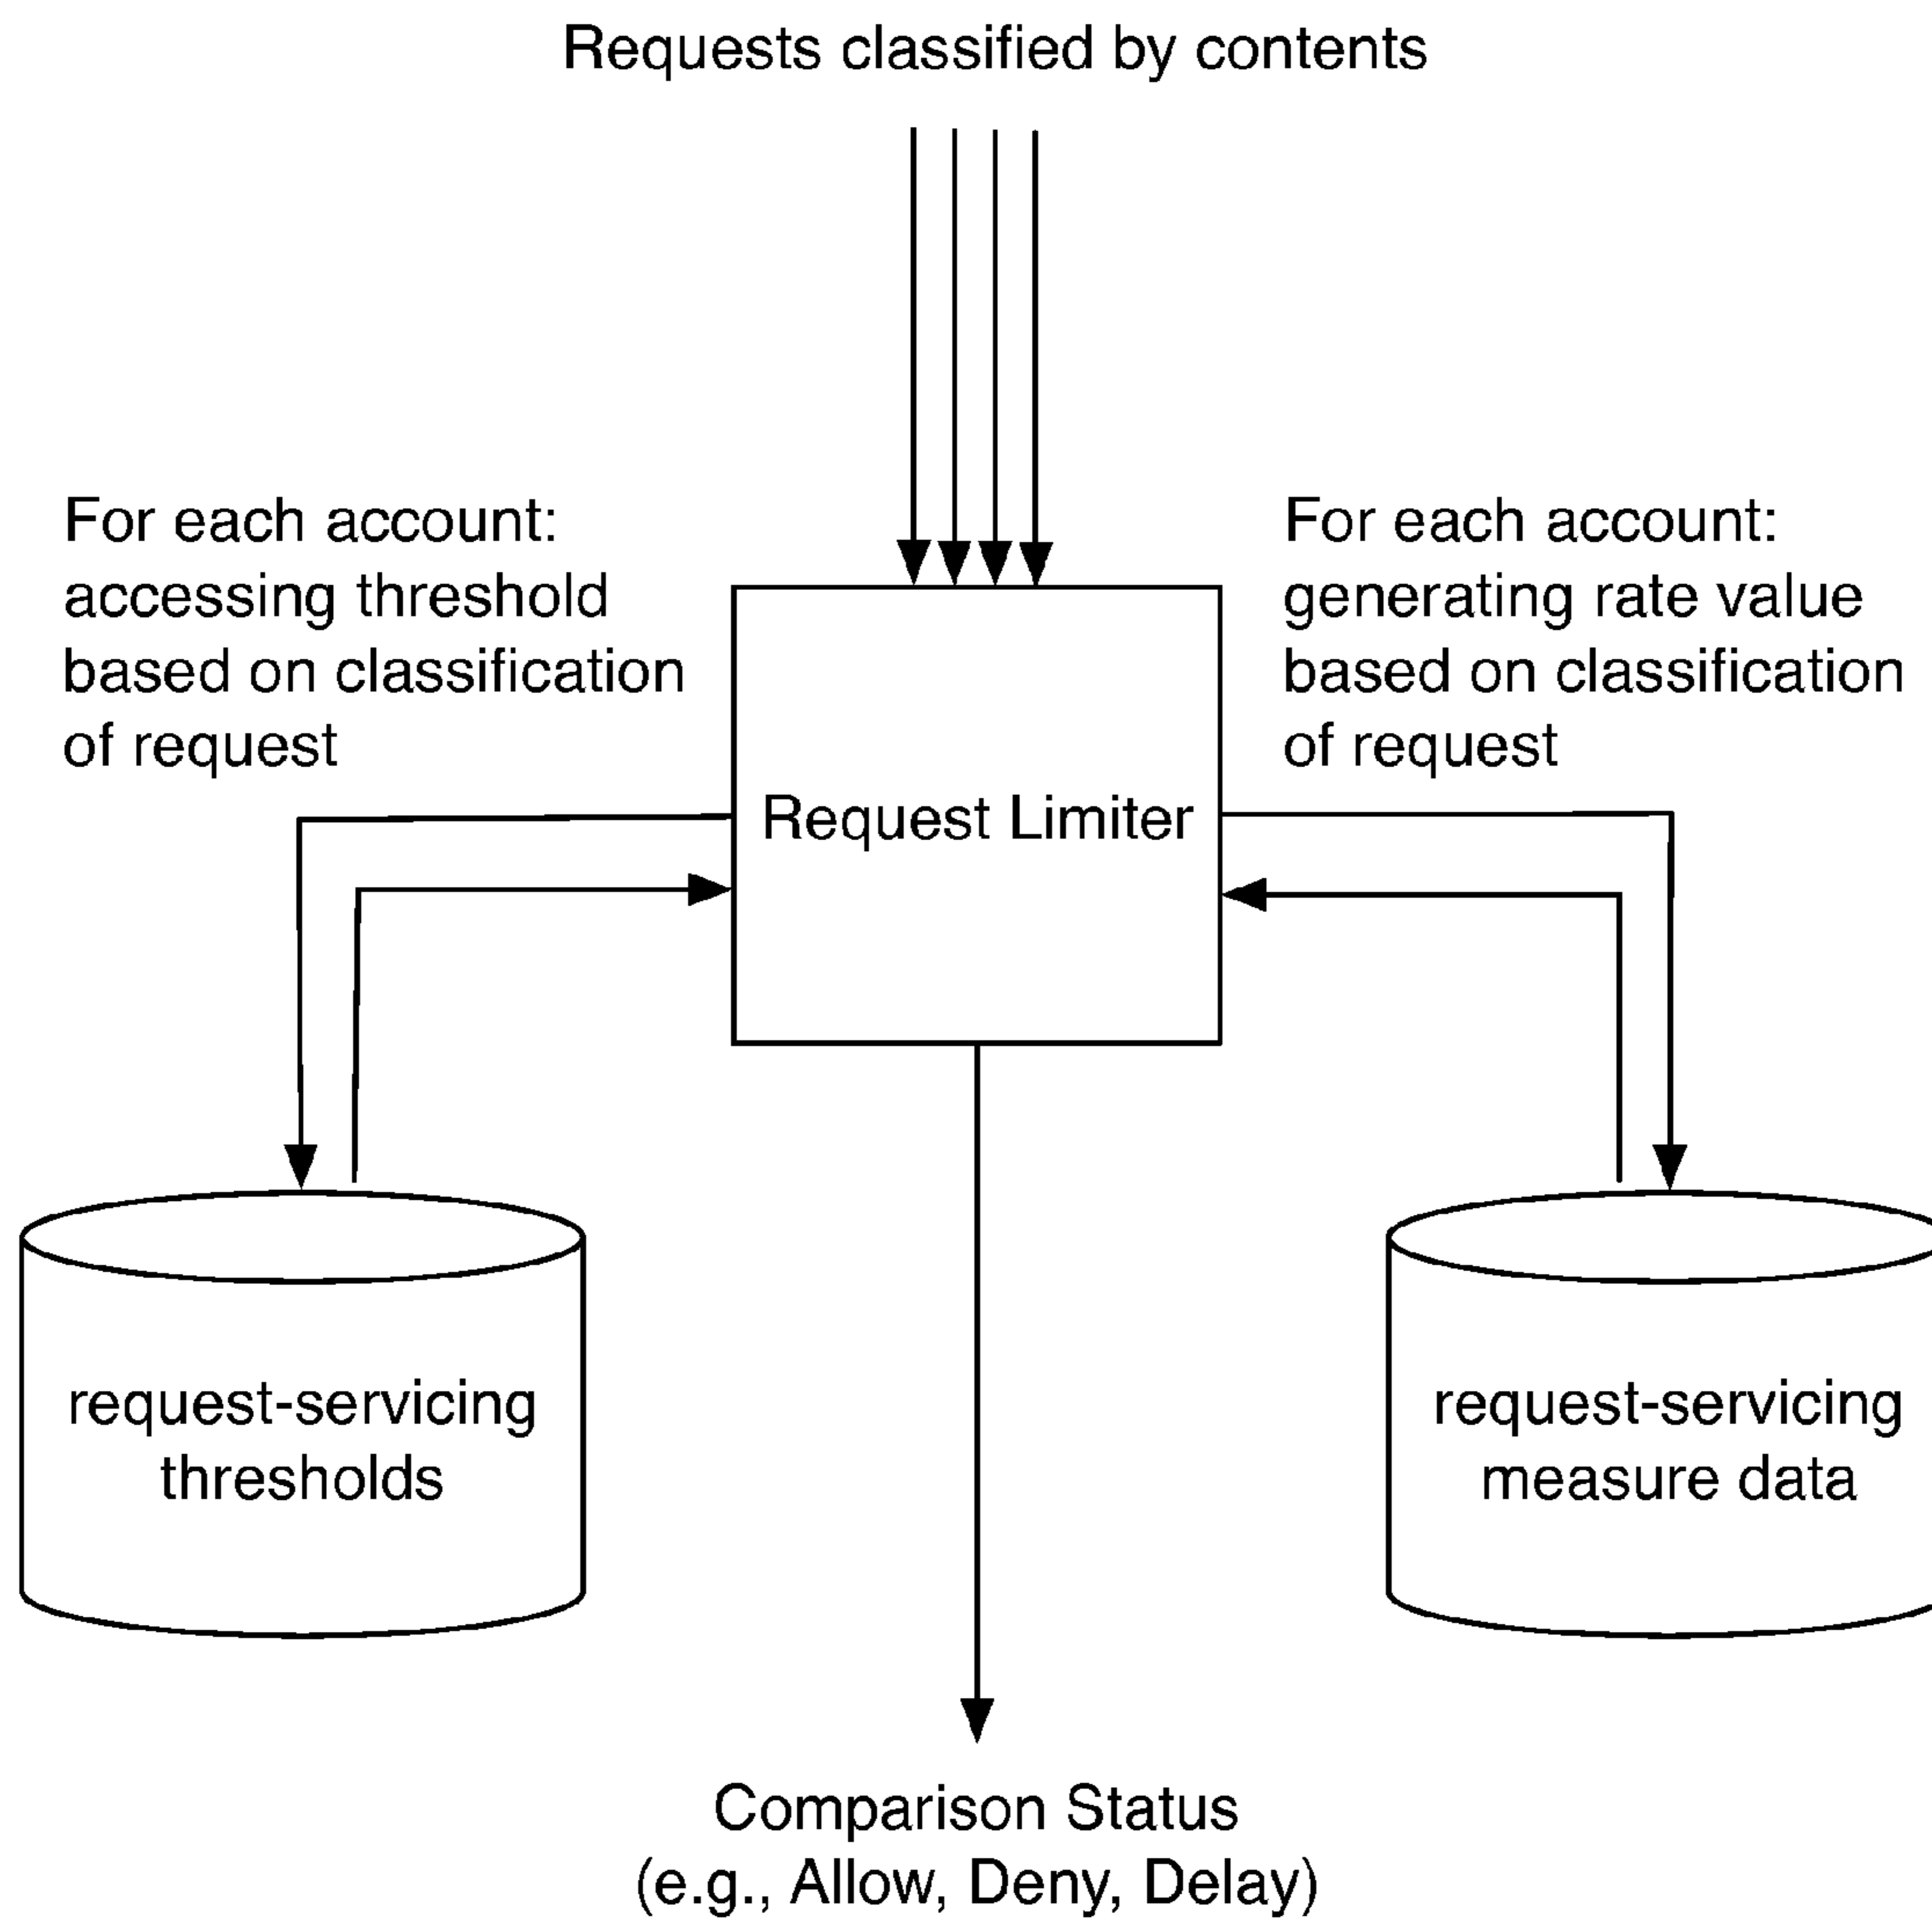 Requests classified by contents
For each account:
accessing threshold
based on classification
of request
For each account:
generating rate value
based on classification
of request
Request Limiter
request-servicing
thresholds
request-servicing
measure data
Comparison Status
(e.g., Allow, Deny, Delay)